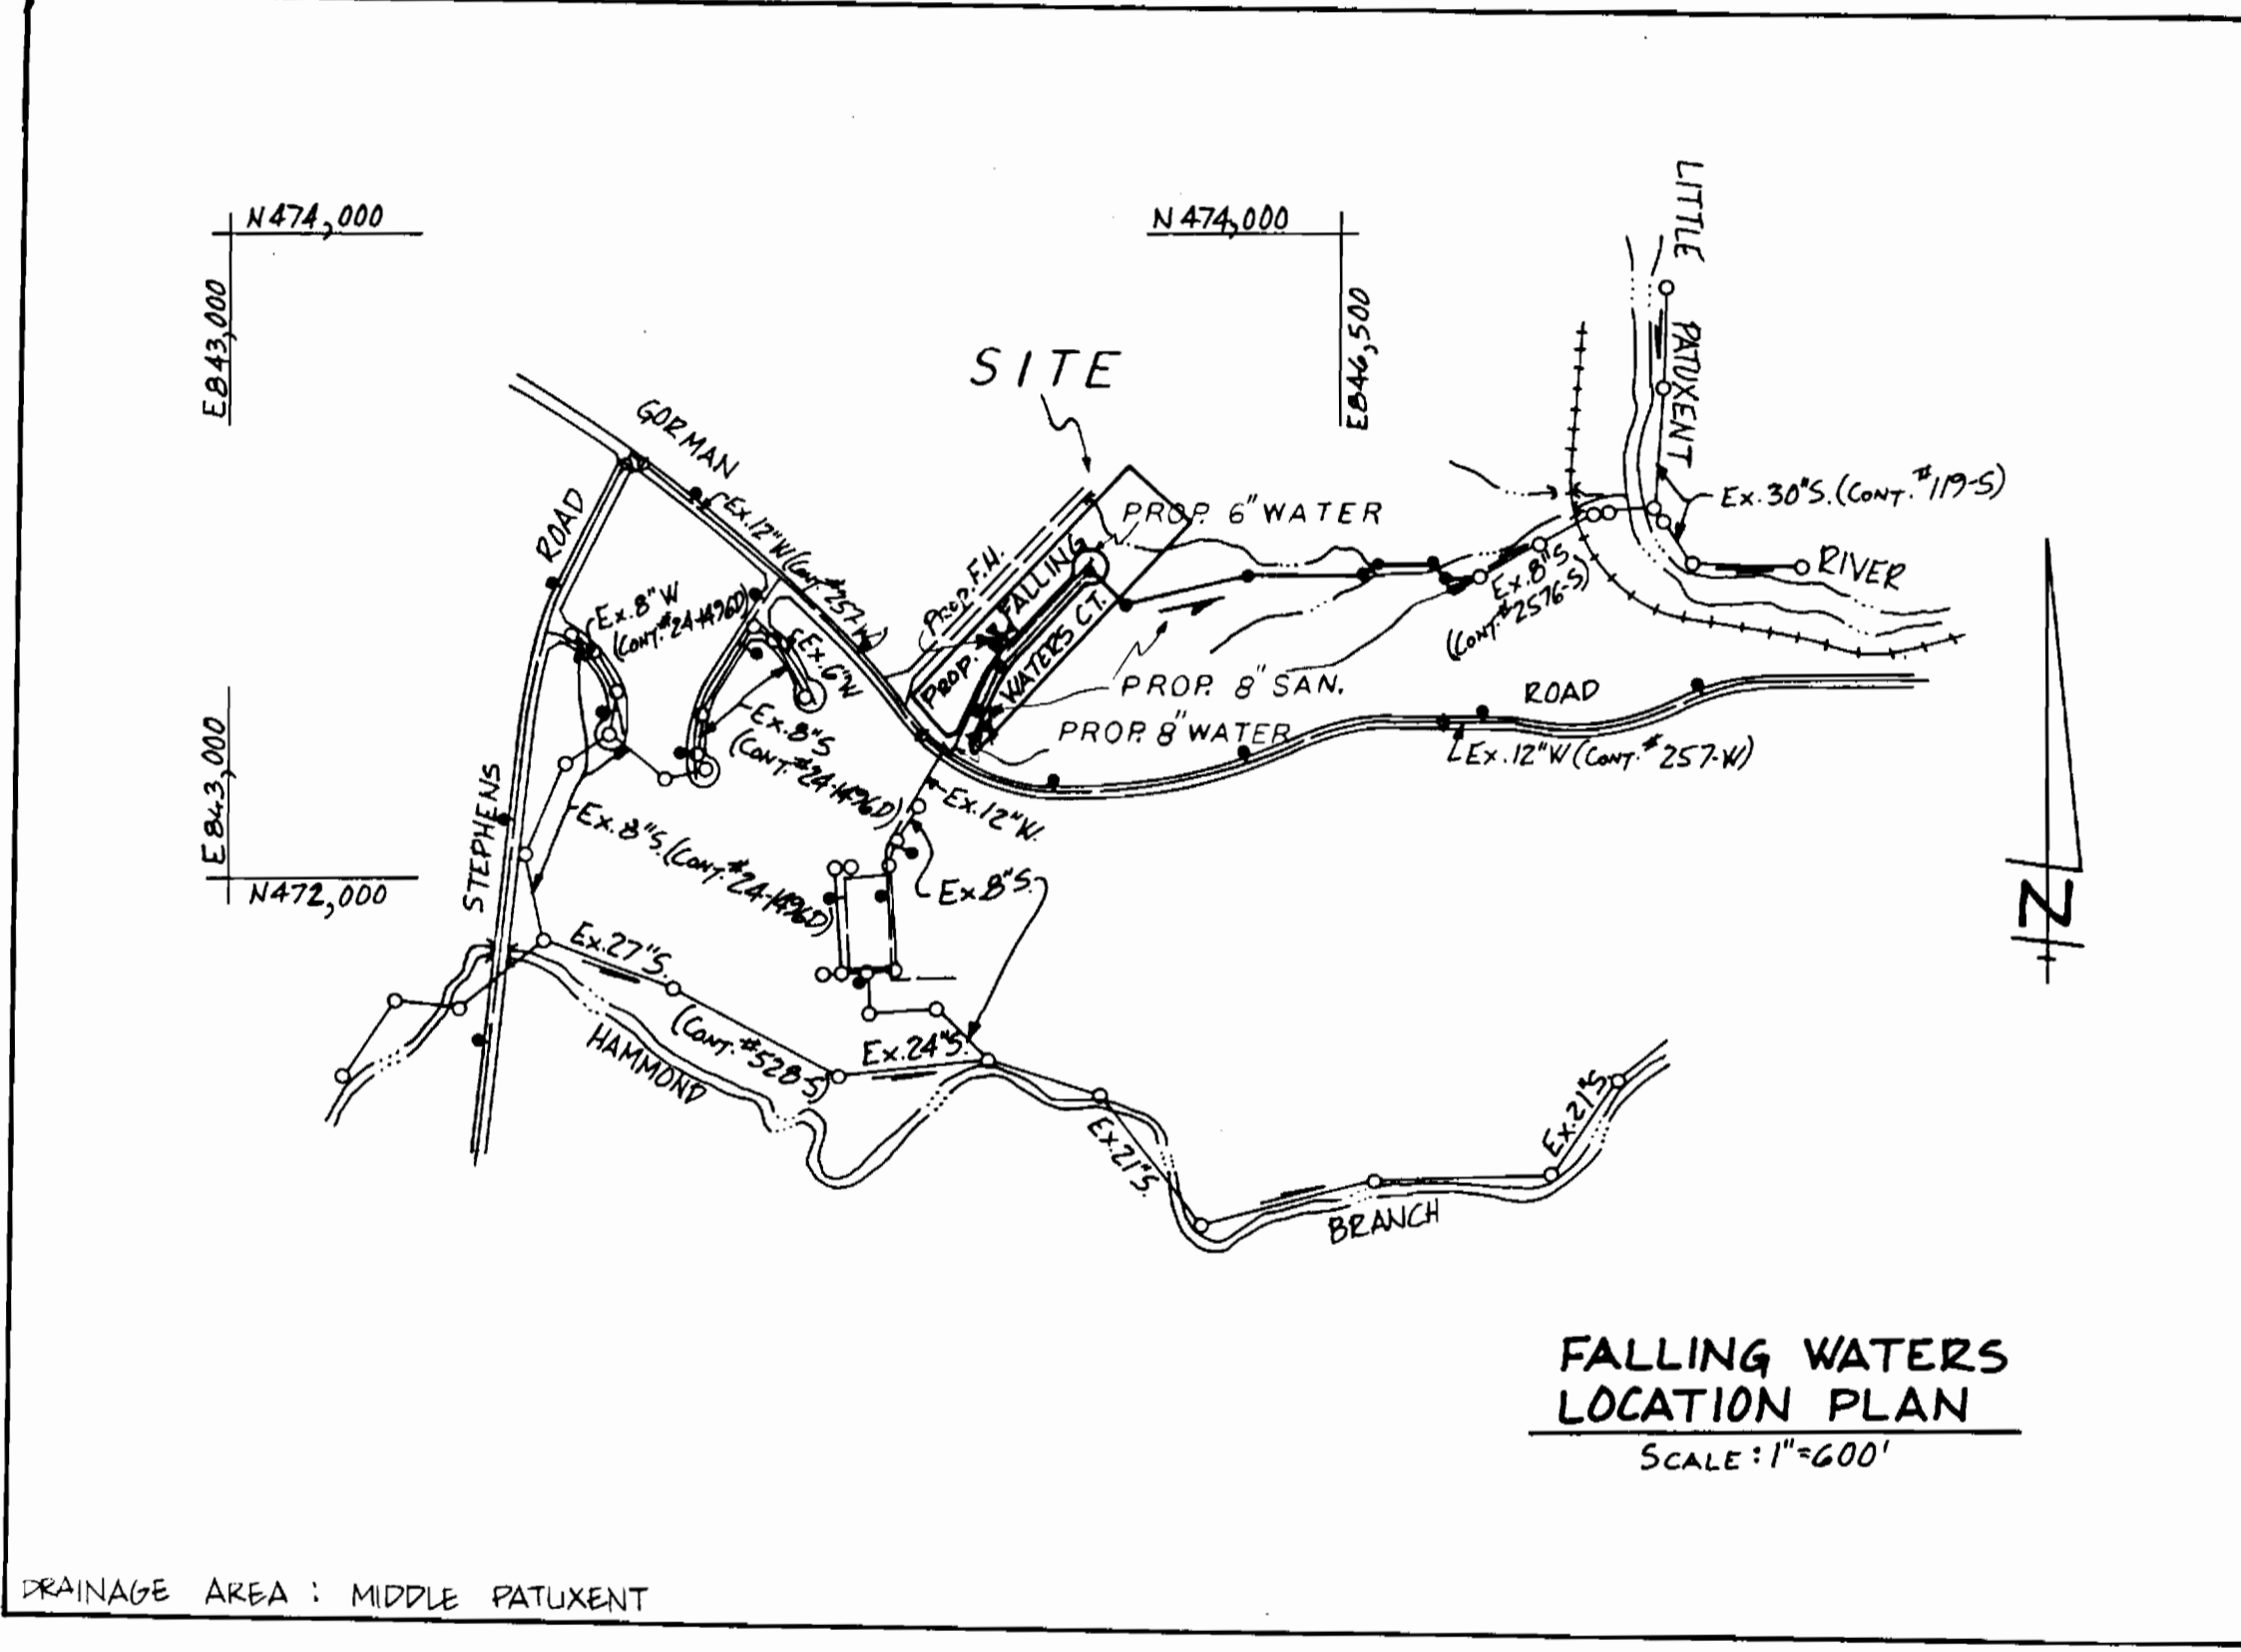 N474,000
N474,000
E843,000
E846,500
LITTLE
PATUXENT
RIVER
SITE
GORMAN
ROAD
Ex.12"W(Cont.#257-W)
PROP. 6" WATER
Ex.30"S.(Cont.#119-S)
PROP. F.H.
PROP. FALLING
WATERS CT.
Ex.8"W
(Cont.#24-1496D)
Ex.6"W
Ex.8"S
(Cont.#2576-S)
PROP. 8" SAN.
ROAD
PROP. 8" WATER
Ex.8"S
(Cont.#24-1496D)
Ex.12"W(Cont.#257-W)
E843,000
N472,000
STEPHENS
Ex.8"S.(Cont.#24-1496D)
Ex.12"W.
Ex.8"S.
N
Ex.27"S.
(Cont.#528S)
Ex.24"S.
HAMMOND
Ex.21"S.
Ex.21"S.
BRANCH
FALLING WATERS
LOCATION PLAN
SCALE: 1"=600'
DRAINAGE AREA: MIDDLE PATUXENT